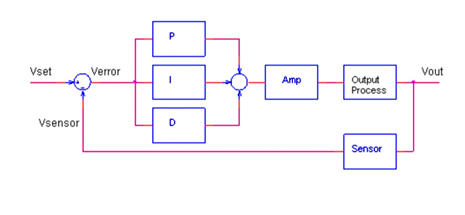 P
Vset
Verror
+
-
I
Amp
Output
Process
Vout
Vsensor
D
Sensor